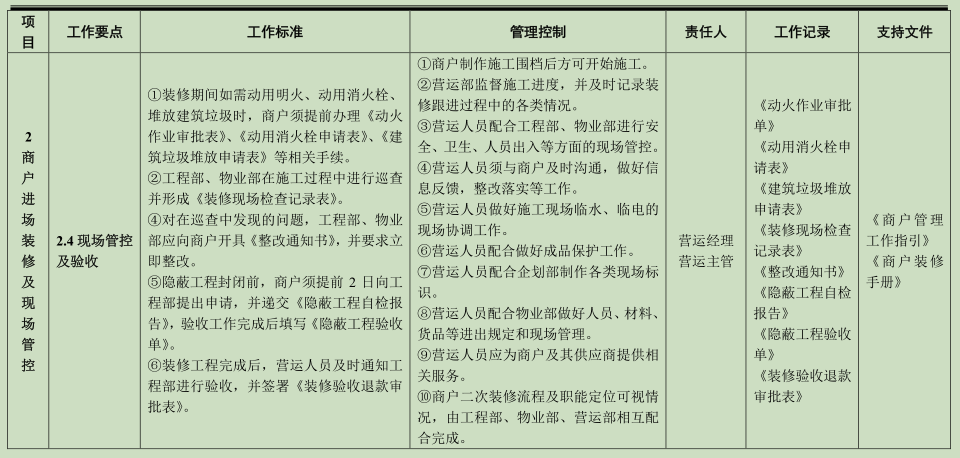 项目
工作要点
工作标准
管理控制
责任人
工作记录
支持文件
2
商
户
进
场
装
修
及
现
场
管
控
2.4 现场管控
及验收
①装修期间如需动用明火、动用消火栓、
堆放建筑垃圾时，商户须提前办理《动火
作业审批表》、《动用消火栓申请表》、《建
筑垃圾堆放申请表》等相关手续。
②工程部、物业部在施工过程中进行巡查
并形成《装修现场检查记录表》。
④对在巡查中发现的问题，工程部、物业
部应向商户开具《整改通知书》，并要求立
即整改。
⑤隐蔽工程封闭前，商户须提前 2 日向工
程部提出申请，并递交《隐蔽工程自检报
告》，验收工作完成后填写《隐蔽工程验收
单》。
⑥装修工程完成后，营运人员及时通知工
程部进行验收，并签署《装修验收退款审
批表》。
①商户制作施工围档后方可开始施工。
②营运部监督施工进度，并及时记录装
修跟进过程中的各类情况。
③营运人员配合工程部、物业部进行安
全、卫生、人员出入等方面的现场管控。
④营运人员须与商户及时沟通，做好信
息反馈，整改落实等工作。
⑤营运人员做好施工现场临水、临电的
现场协调工作。
⑥营运人员配合做好成品保护工作。
⑦营运人员配合企划部制作各类现场标
识。
⑧营运人员配合物业部做好人员、材料、
货品等进出规定和现场管理。
⑨营运人员应为商户及其供应商提供相
关服务。
⑩商户二次装修流程及职能定位可视情
况，由工程部、物业部、营运部相互配
合完成。
营运经理
营运主管
《动火作业审批
单》
《动用消火栓申
请表》
《建筑垃圾堆放
申请表》
《装修现场检查
记录表》
《整改通知书》
《隐蔽工程自检
报告》
《隐蔽工程验收
单》
《装修验收退款
审批表》
《商户管理
工作指引》
《商户装修
手册》